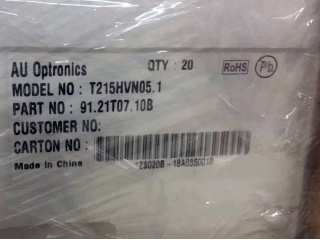 AU Optronics QTY : 20 RoHS Pb
MODEL NO : T215HVN05.1
PART NO : 91.21T07.10B
CUSTOMER NO:
CARTON NO :
Made in China